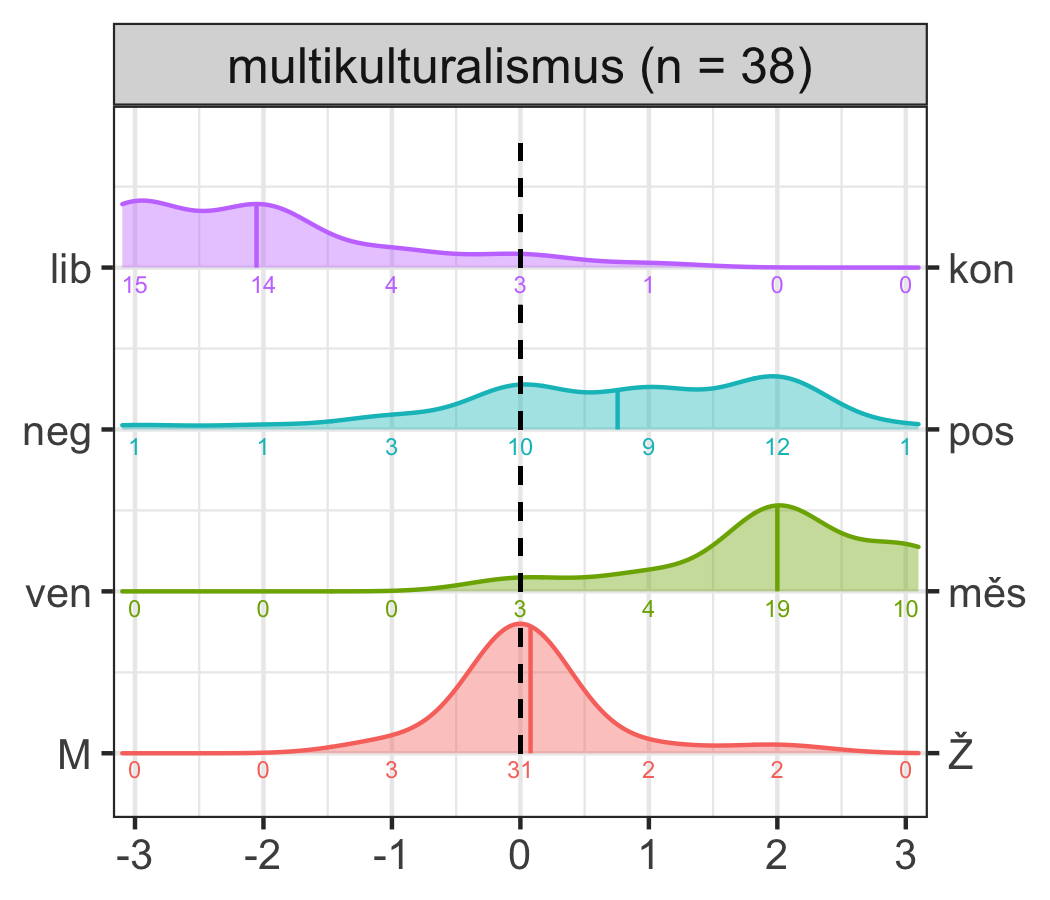 multikulturalismus (n = 38)
lib kon
15 14 4 3 1 0 0
neg pos
1 1 3 10 9 12 1
ven měs
0 0 0 3 4 19 10
M Ž
0 0 3 31 2 2 0
-3 -2 -1 0 1 2 3